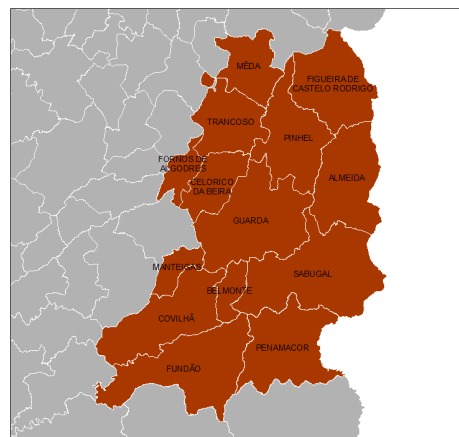 MÊDA
FIGUEIRA DE
CASTELO RODRIGO
TRANCOSO
PINHEL
FORNOS DE
ALGODRES
ALMEIDA
CELORICO
DA BEIRA
GUARDA
MANTEIGAS
SABUGAL
BELMONTE
COVILHÃ
PENAMACOR
FUNDÃO